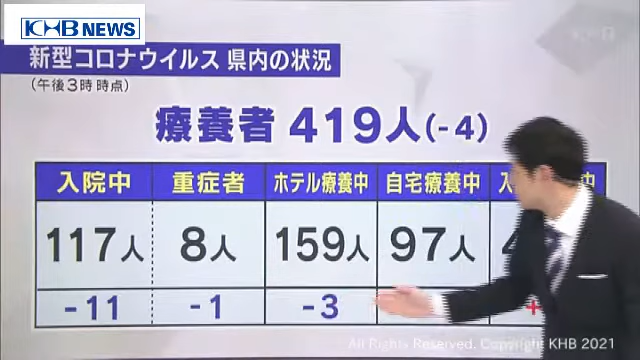 KHB NEWS
新型コロナウイルス 県内の状況
(午後3時時点)
療養者 419人(-4)
入院中 重症者 ホテル療養中 自宅療養中 入 中
117人 8人 159人 97人 4
-11 -1 -3 +
All Rights Reserved. Copyright KHB 2021